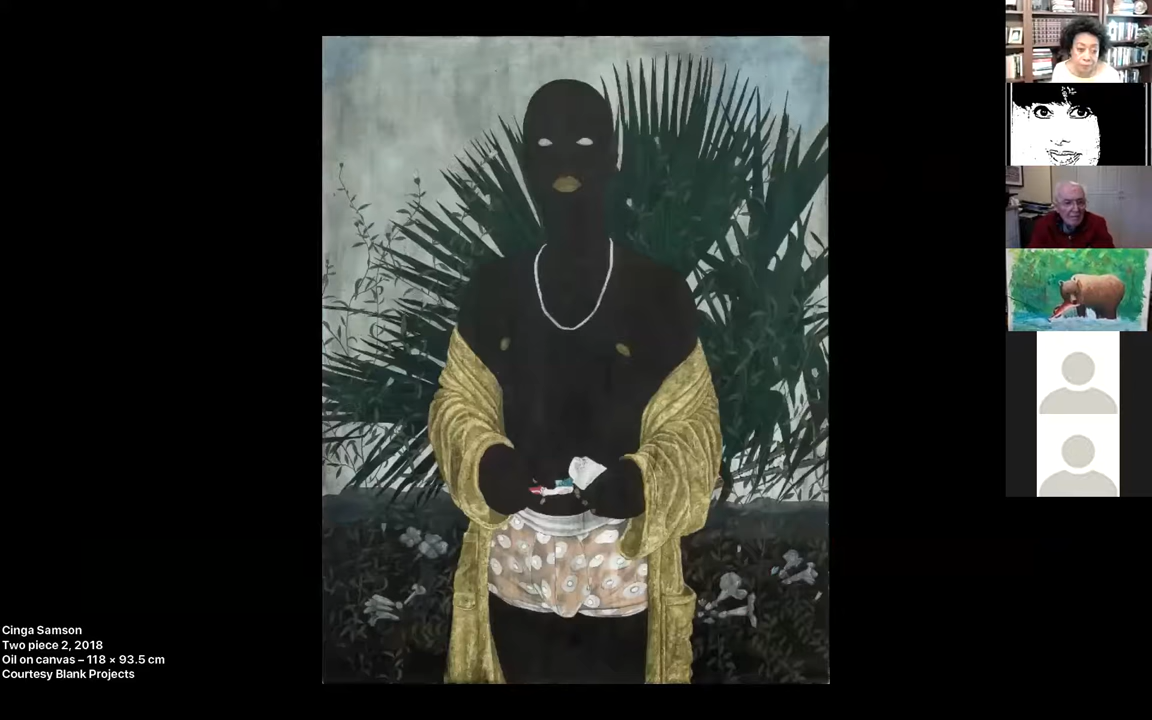 Cinga Samson
Two piece 2, 2018
Oil on canvas – 118 × 93.5 cm
Courtesy Blank Projects